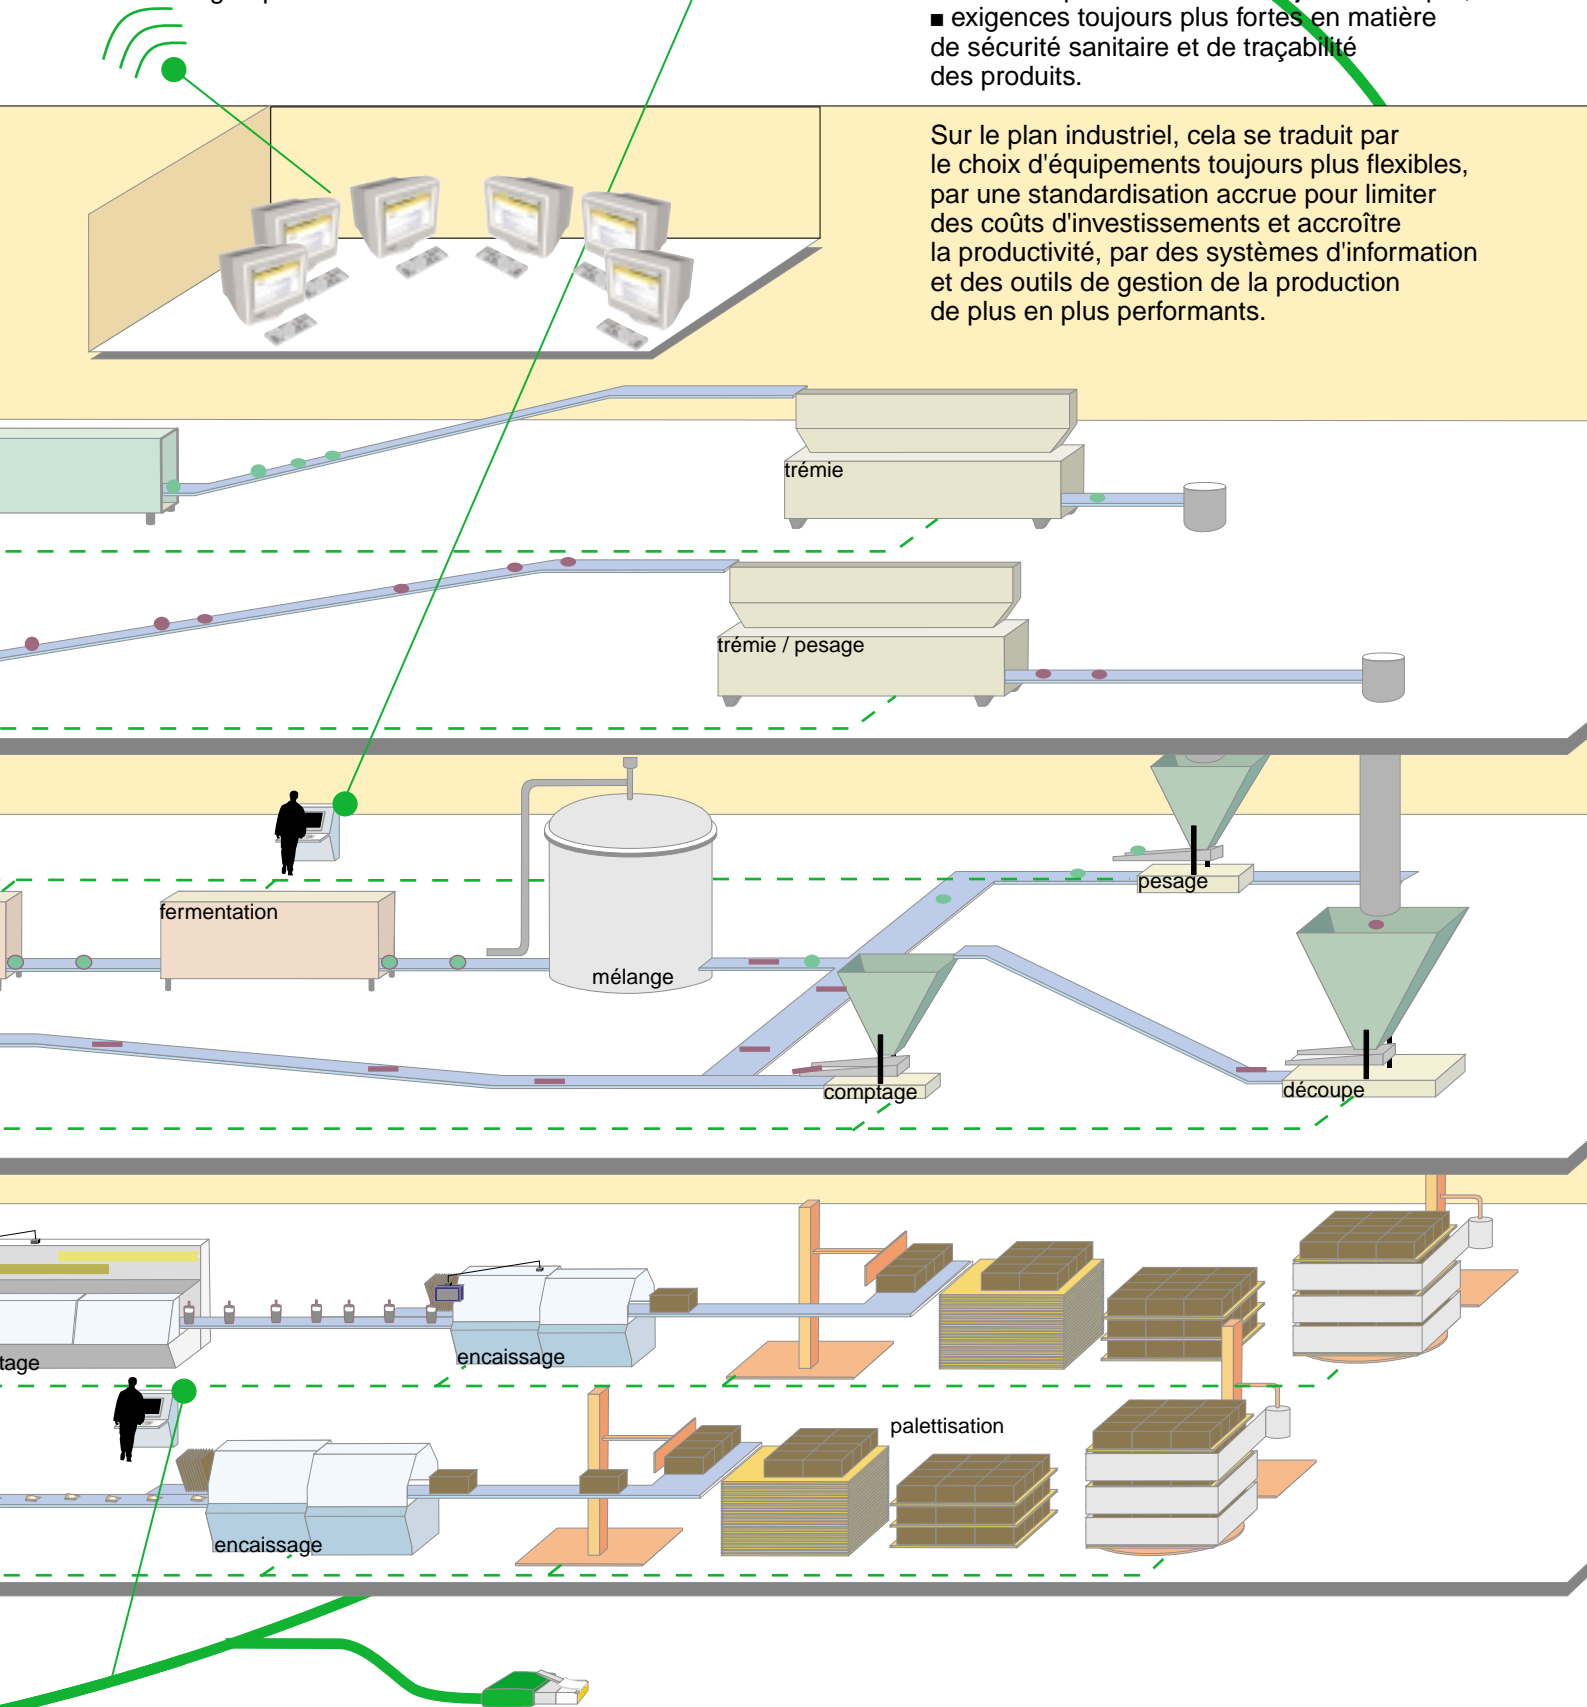 ■ exigences toujours plus fortes en matière
de sécurité sanitaire et de traçabilité
des produits.
Sur le plan industriel, cela se traduit par
le choix d'équipements toujours plus flexibles,
par une standardisation accrue pour limiter
des coûts d'investissements et accroître
la productivité, par des systèmes d'information
et des outils de gestion de la production
de plus en plus performants.
trémie
trémie / pesage
pesage
fermentation
mélange
comptage
découpe
encaissage
tage
palettisation
encaissage